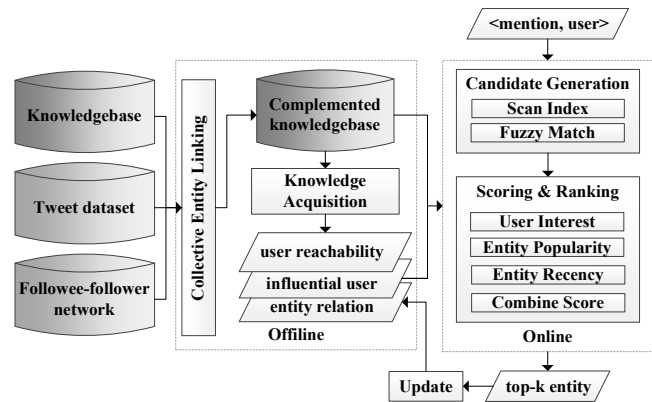 <mention, user>
Knowledgebase
Tweet dataset
Followee-follower
network
Collective Entity Linking
Complemented
knowledgebase
Knowledge
Acquisition
user reachability
influential user
entity relation
Offiline
Candidate Generation
Scan Index
Fuzzy Match
Scoring & Ranking
User Interest
Entity Popularity
Entity Recency
Combine Score
Online
Update
top-k entity